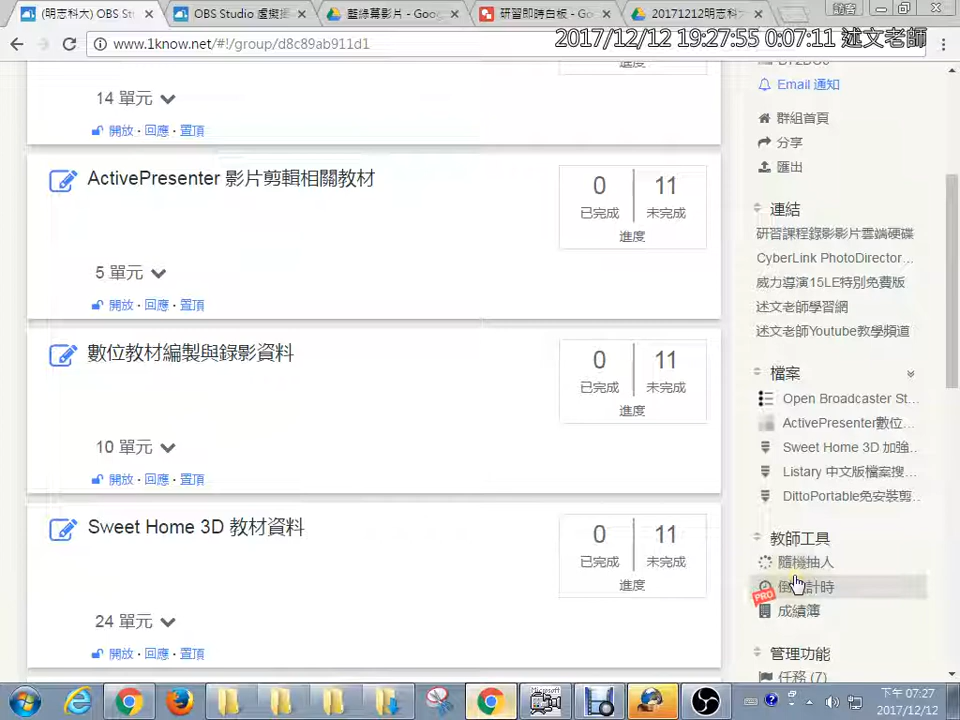 (明志科大) OBS St
OBS Studio 虛擬攝
藍綠幕影片 - Goo
研習即時白板 - Goo
20171212明志科
www.1know.net/#!/group/d8c89ab911d1
2017/12/12 19:27:55 0:07:11 述文老師
進度
14 單元
開放·回應·置頂
ActivePresenter 影片剪輯相關教材
0 11
已完成 未完成
進度
5 單元
開放·回應·置頂
數位教材編製與錄影資料
0 11
已完成 未完成
進度
10 單元
開放·回應·置頂
Sweet Home 3D 教材資料
0 11
已完成 未完成
進度
24 單元
開放·回應·置頂
Email 通知
群組首頁
分享
匯出
連結
研習課程錄影影片雲端硬碟
CyberLink PhotoDirector...
威力導演15LE特別免費版
述文老師學習網
述文老師Youtube教學頻道
檔案
Open Broadcaster St...
ActivePresenter數位...
Sweet Home 3D 加強...
Listary 中文版檔案搜...
DittoPortable免安裝剪...
教師工具
隨機抽人
計時
PRO
成績簿
管理功能
任務 (7)
下午 07:27
2017/12/12